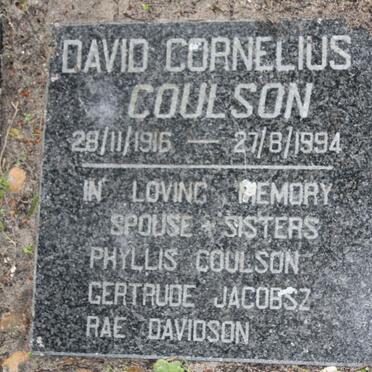 DAVID CORNELIUS
COULSON
28/11/1916 — 27/8/1994
IN LOVING MEMORY
SPOUSE + SISTERS
PHYLLIS COULSON
GERTRUDE JACOBSZ
RAE DAVIDSON